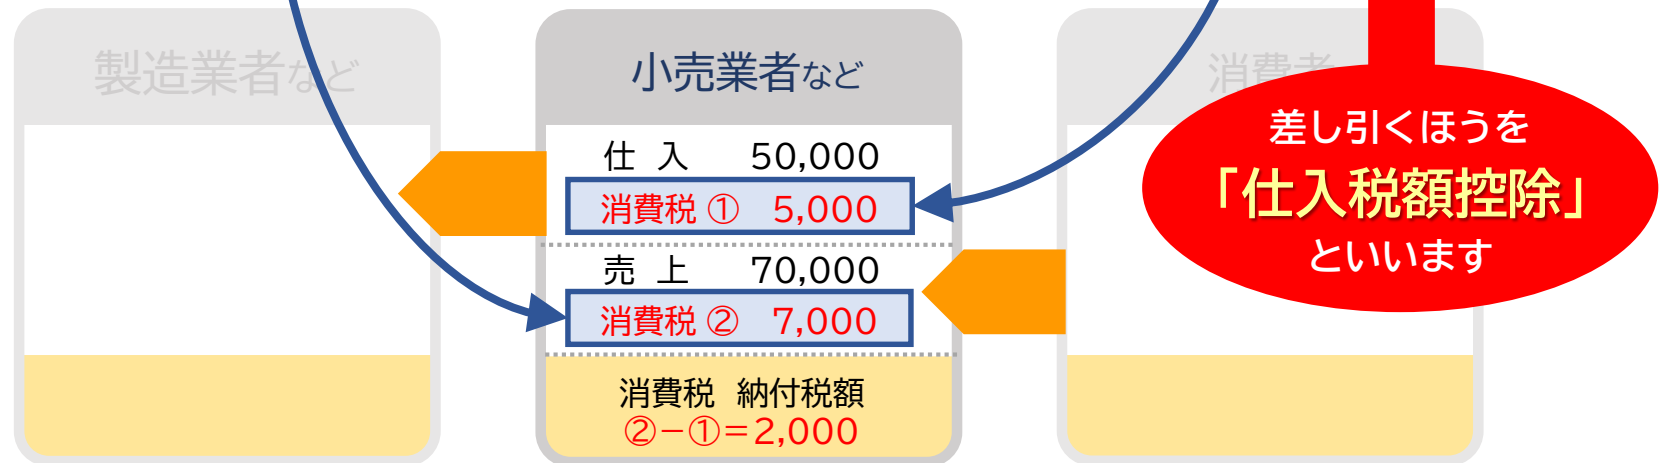 製造業者など
小売業者など
消費者
仕 入 50,000
消費税 ① 5,000
売 上 70,000
消費税 ② 7,000
消費税 納付税額
②－①＝2,000
差し引くほうを
「仕入税額控除」
といいます